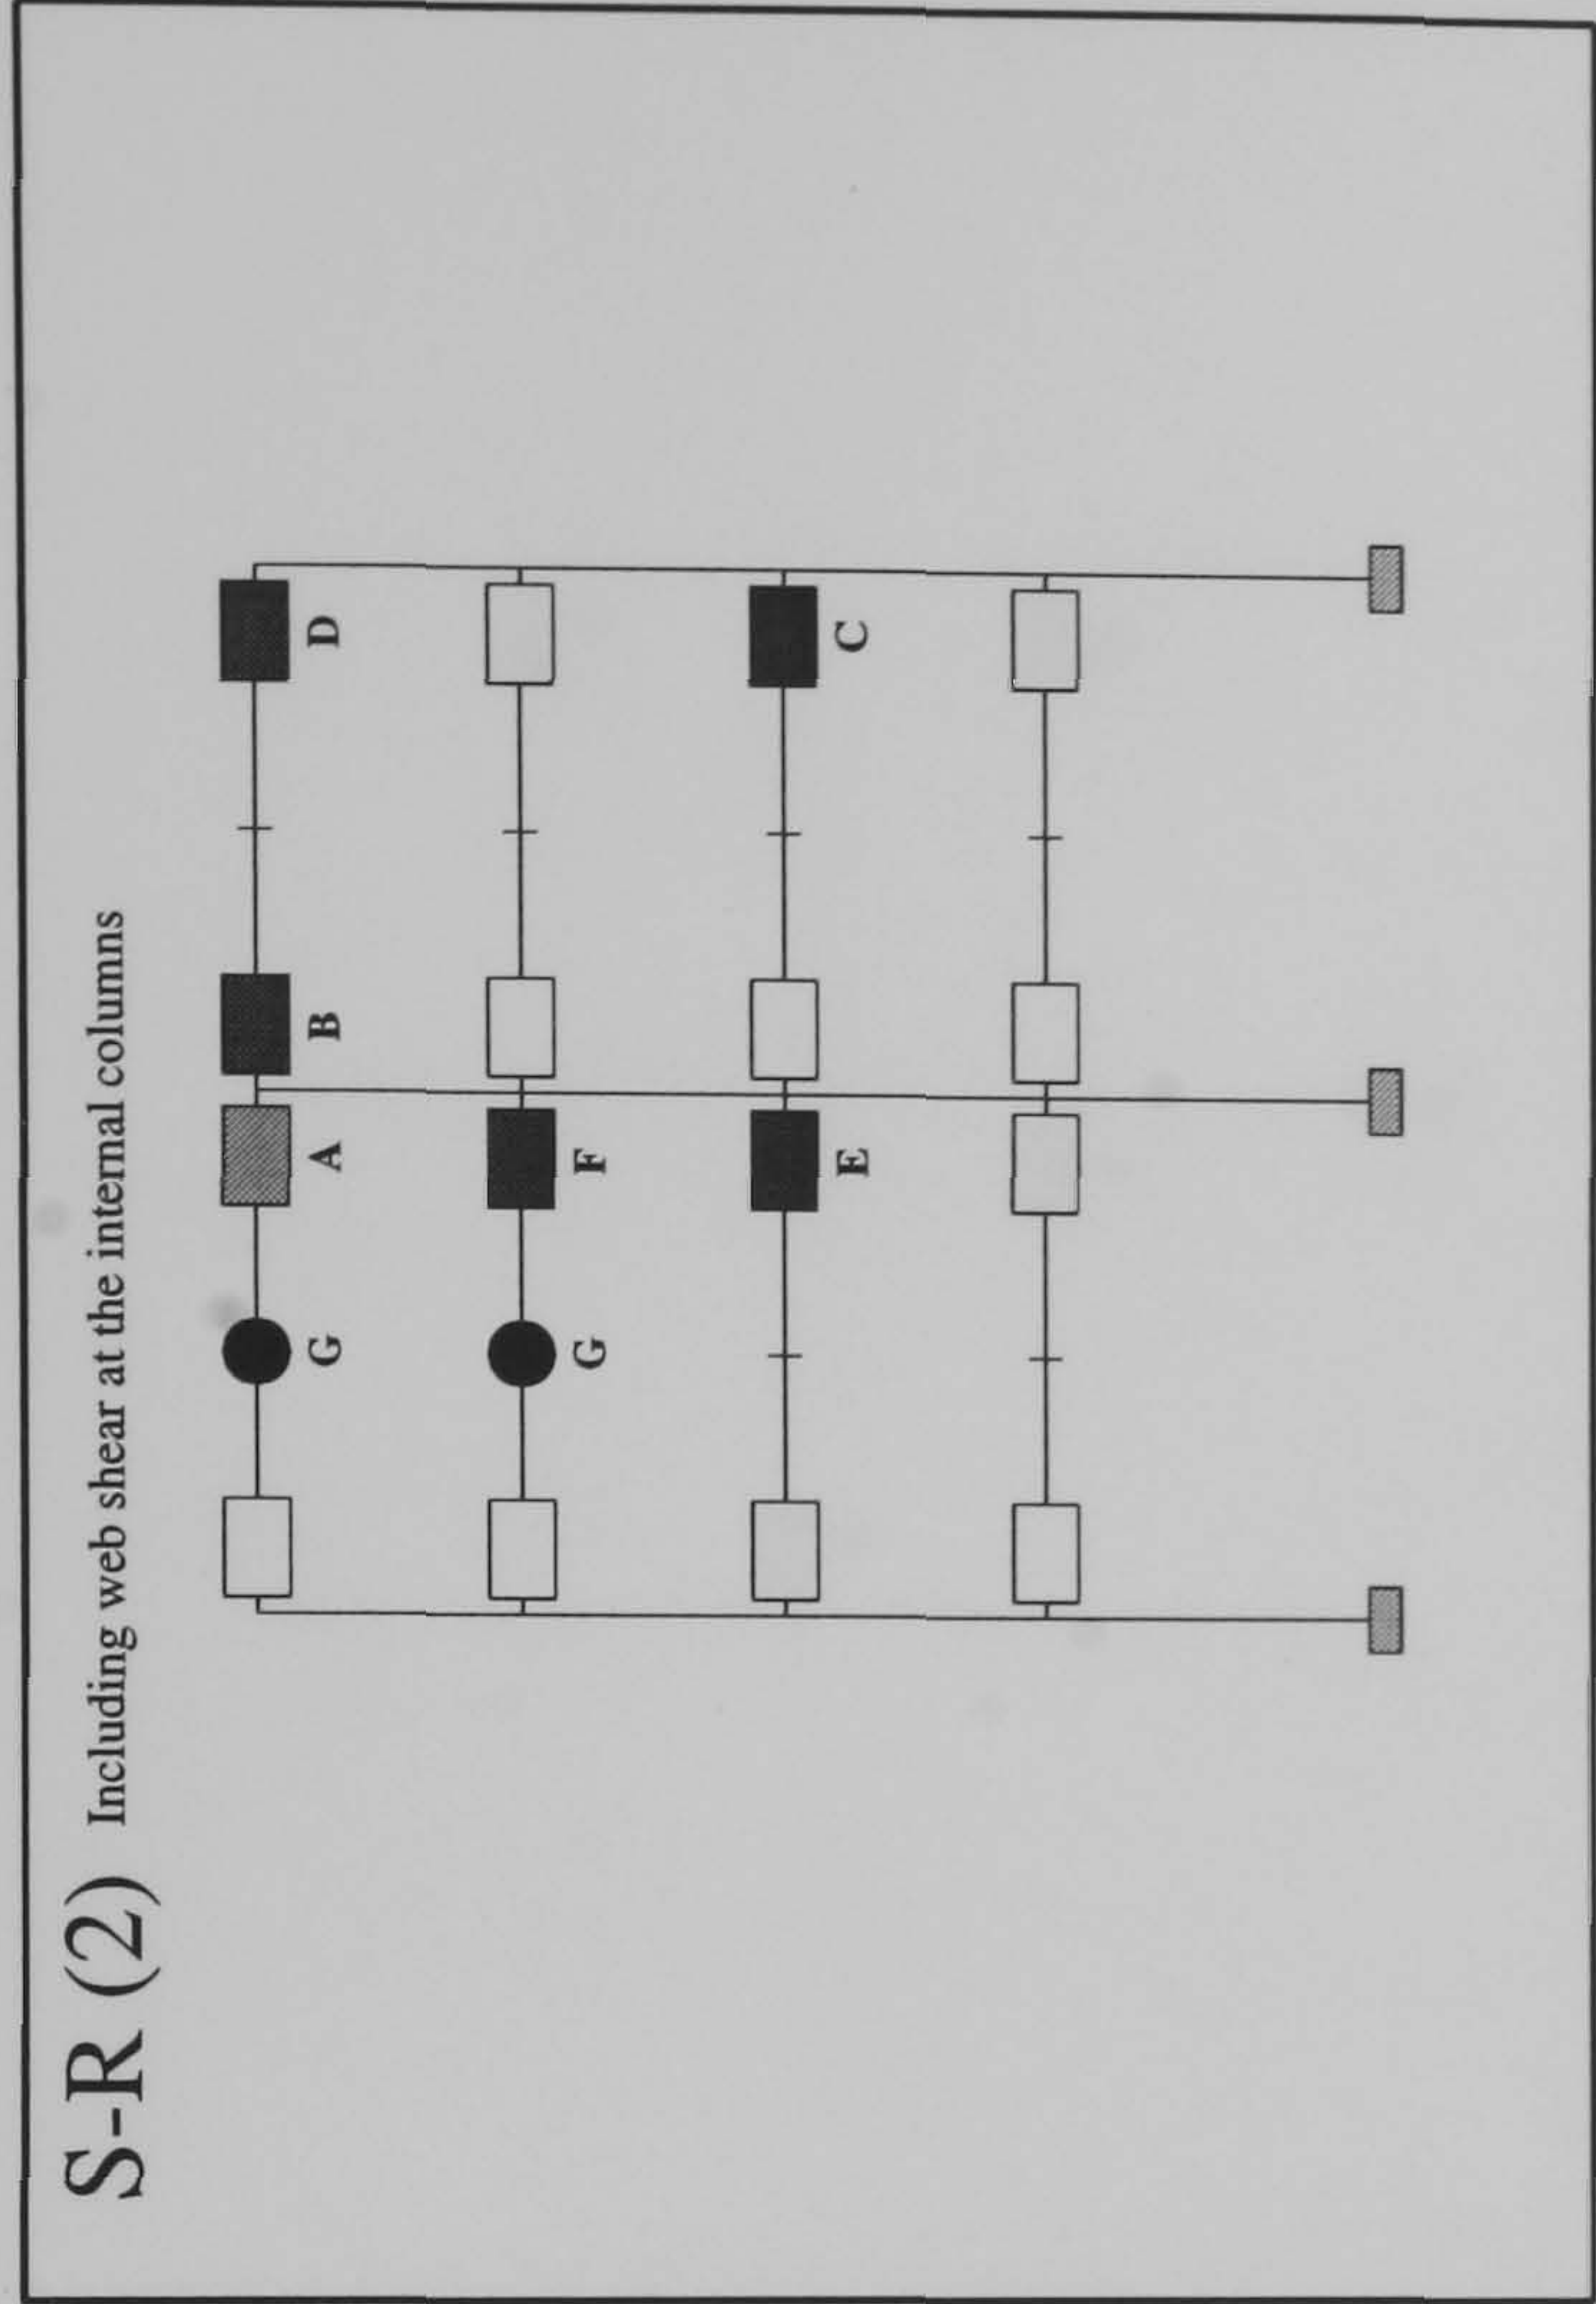 S-R (2) Including web shear at the internal columns
G A B D
G F
E C